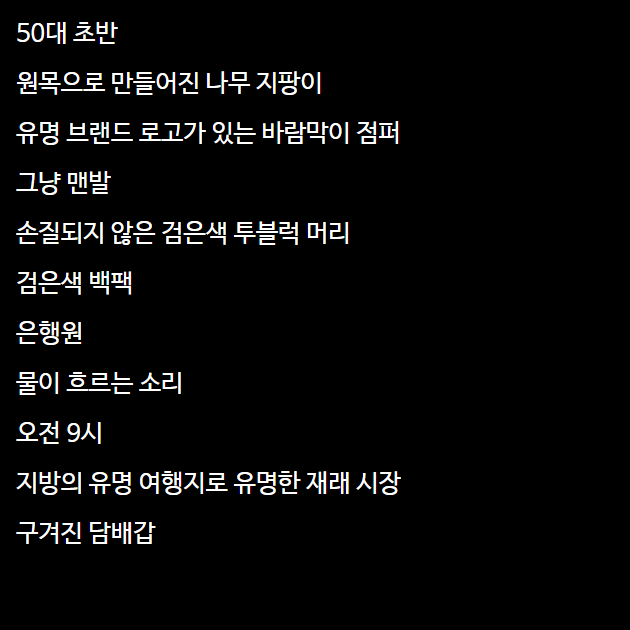 50대 초반
원목으로 만들어진 나무 지팡이
유명 브랜드 로고가 있는 바람막이 점퍼
그냥 맨발
손질되지 않은 검은색 투블럭 머리
검은색 백팩
은행원
물이 흐르는 소리
오전 9시
지방의 유명 여행지로 유명한 재래 시장
구겨진 담배갑